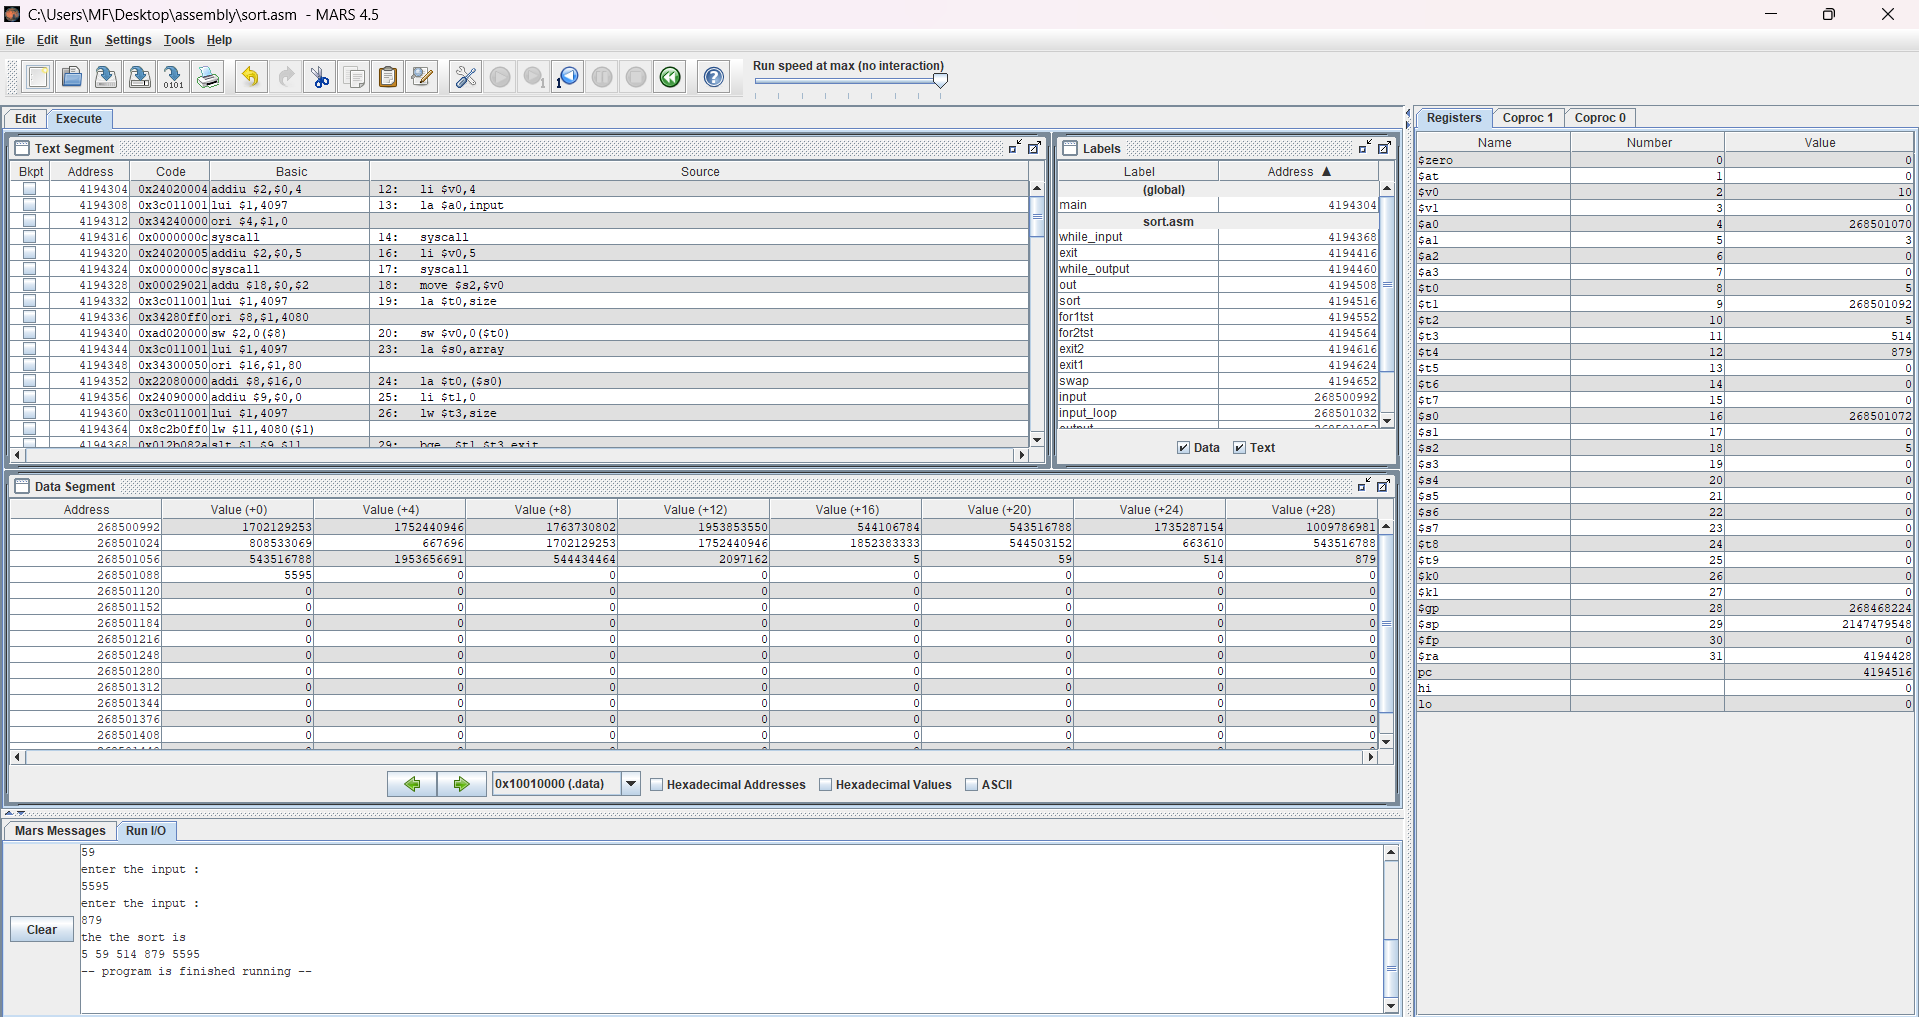 C:\Users\MF\Desktop\assembly\sort.asm - MARS 4.5
File Edit Run Settings Tools Help
Run speed at max (no interaction)
Edit Execute
Text Segment
Bkpt Address Code Basic Source
4194304 0x24020004 addiu $2,$0,4 12: li $v0,4
4194308 0x3c011001 lui $1,4097 13: la $a0,input
4194312 0x34240000 ori $4,$1,0
4194316 0x0000000c syscall 14: syscall
4194320 0x24020005 addiu $2,$0,5 16: li $v0,5
4194324 0x0000000c syscall 17: syscall
4194328 0x00029021 addu $18,$0,$2 18: move $s2,$v0
4194332 0x3c011001 lui $1,4097 19: la $t0,size
4194336 0x34280ff0 ori $8,$1,4080
4194340 0xad020000 sw $2,0($8) 20: sw $v0,0($t0)
4194344 0x3c011001 lui $1,4097 23: la $s0,array
4194348 0x34300050 ori $16,$1,80
4194352 0x22080000 addi $8,$16,0 24: la $t0,($s0)
4194356 0x24090000 addiu $9,$0,0 25: li $t1,0
4194360 0x3c011001 lui $1,4097 26: lw $t3,size
4194364 0x8c2b0ff0 lw $11,4080($1)
4194368 0x012b082a slt $1,$9,$11 29: bge $t1,$t3,exit
Labels
Label Address ▲
(global)
main 4194304
sort.asm
while_input 4194368
exit 4194416
while_output 4194460
out 4194508
sort 4194516
for1tst 4194552
for2tst 4194564
exit2 4194616
exit1 4194624
swap 4194652
input 268500992
input_loop 268501032
output 268501052
Data Text
Data Segment
Address Value (+0) Value (+4) Value (+8) Value (+12) Value (+16) Value (+20) Value (+24) Value (+28)
268500992 1702129253 1752440946 1763730802 1953853550 544106784 543516788 1735287154 1009786981
268501024 808533069 667696 1702129253 1752440946 1852383333 544503152 663610 543516788
268501056 543516788 1953656691 544434464 2097162 5 59 514 879
268501088 5595 0 0 0 0 0 0 0
268501120 0 0 0 0 0 0 0 0
268501152 0 0 0 0 0 0 0 0
268501184 0 0 0 0 0 0 0 0
268501216 0 0 0 0 0 0 0 0
268501248 0 0 0 0 0 0 0 0
268501280 0 0 0 0 0 0 0 0
268501312 0 0 0 0 0 0 0 0
268501344 0 0 0 0 0 0 0 0
268501376 0 0 0 0 0 0 0 0
268501408 0 0 0 0 0 0 0 0
0x10010000 (.data) Hexadecimal Addresses Hexadecimal Values ASCII
Mars Messages Run I/O
Clear
59
enter the input :
5595
enter the input :
879
the the sort is
5 59 514 879 5595
-- program is finished running --
Registers Coproc 1 Coproc 0
Name Number Value
$zero 0 0
$at 1 0
$v0 2 10
$v1 3 0
$a0 4 268501070
$a1 5 3
$a2 6 0
$a3 7 0
$t0 8 5
$t1 9 268501092
$t2 10 5
$t3 11 514
$t4 12 879
$t5 13 0
$t6 14 0
$t7 15 0
$s0 16 268501072
$s1 17 0
$s2 18 5
$s3 19 0
$s4 20 0
$s5 21 0
$s6 22 0
$s7 23 0
$t8 24 0
$t9 25 0
$k0 26 0
$k1 27 0
$gp 28 268468224
$sp 29 2147479548
$fp 30 0
$ra 31 4194428
pc 4194516
hi 0
lo 0